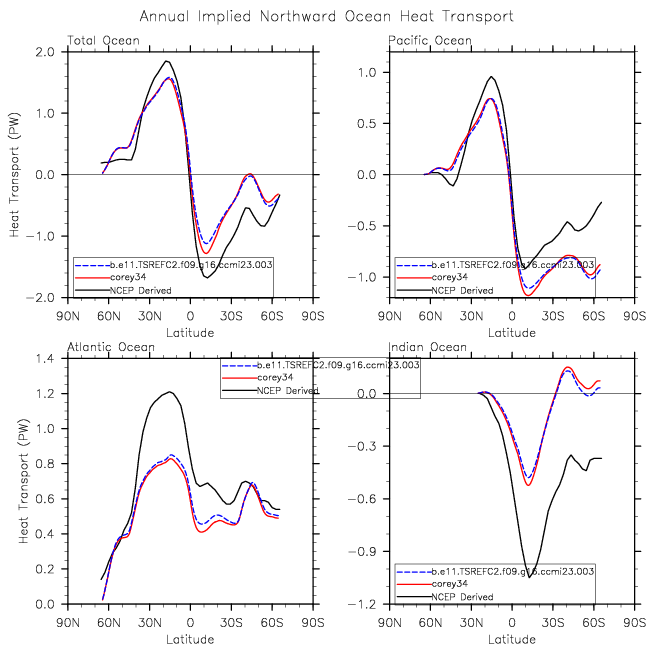 Annual Implied Northward Ocean Heat Transport
Total Ocean
Heat Transport (PW)
2.0
1.0
0.0
−1.0
−2.0
b.e11.TSREFC2.f09.g16.ccmi23.003
corey34
NCEP Derived
90N 60N 30N 0 30S 60S 90S
Latitude
Pacific Ocean
1.0
0.5
0.0
−0.5
−1.0
b.e11.TSREFC2.f09.g16.ccmi23.003
corey34
NCEP Derived
90N 60N 30N 0 30S 60S 90S
Latitude
Atlantic Ocean
Heat Transport (PW)
1.4
1.2
1.0
0.8
0.6
0.4
0.2
0.0
b.e11.TSREFC2.f09.g16.ccmi23.003
corey34
NCEP Derived
90N 60N 30N 0 30S 60S 90S
Latitude
Indian Ocean
0.0
−0.3
−0.6
−0.9
−1.2
b.e11.TSREFC2.f09.g16.ccmi23.003
corey34
NCEP Derived
90N 60N 30N 0 30S 60S 90S
Latitude